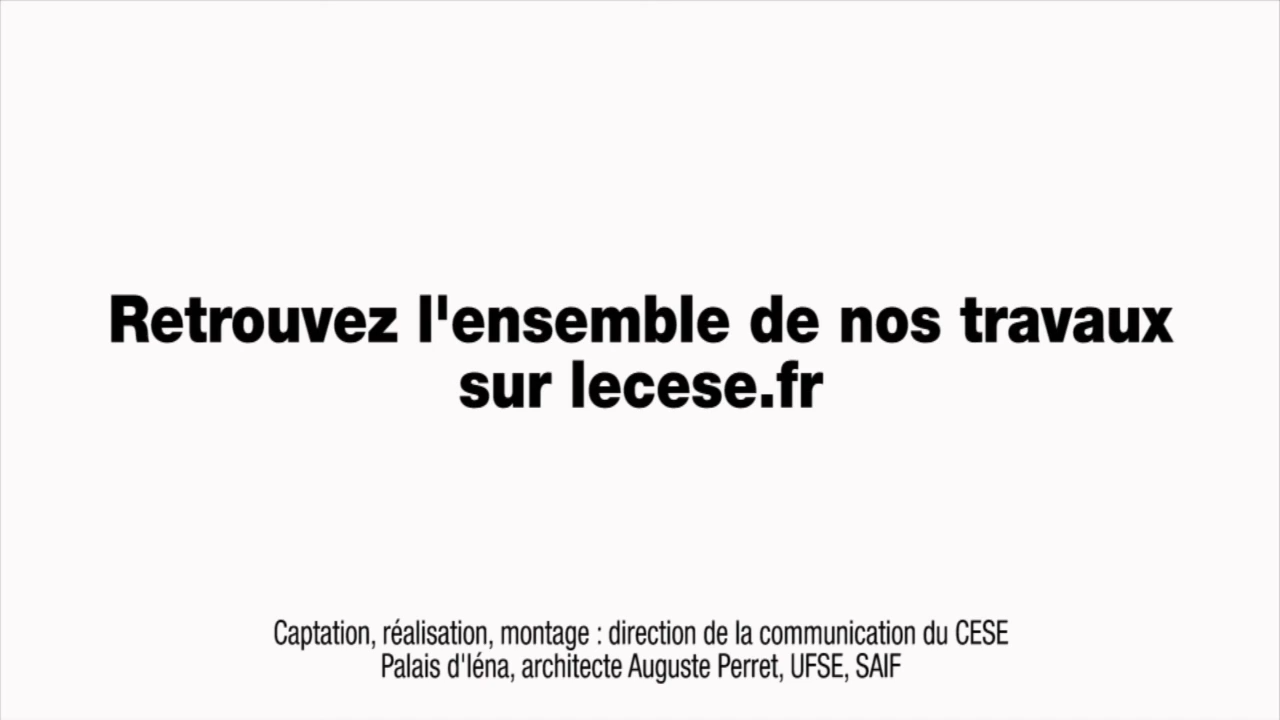 Retrouvez l'ensemble de nos travaux
sur lecese.fr
Captation, réalisation, montage : direction de la communication du CESE
Palais d'Iéna, architecte Auguste Perret, UFSE, SAIF